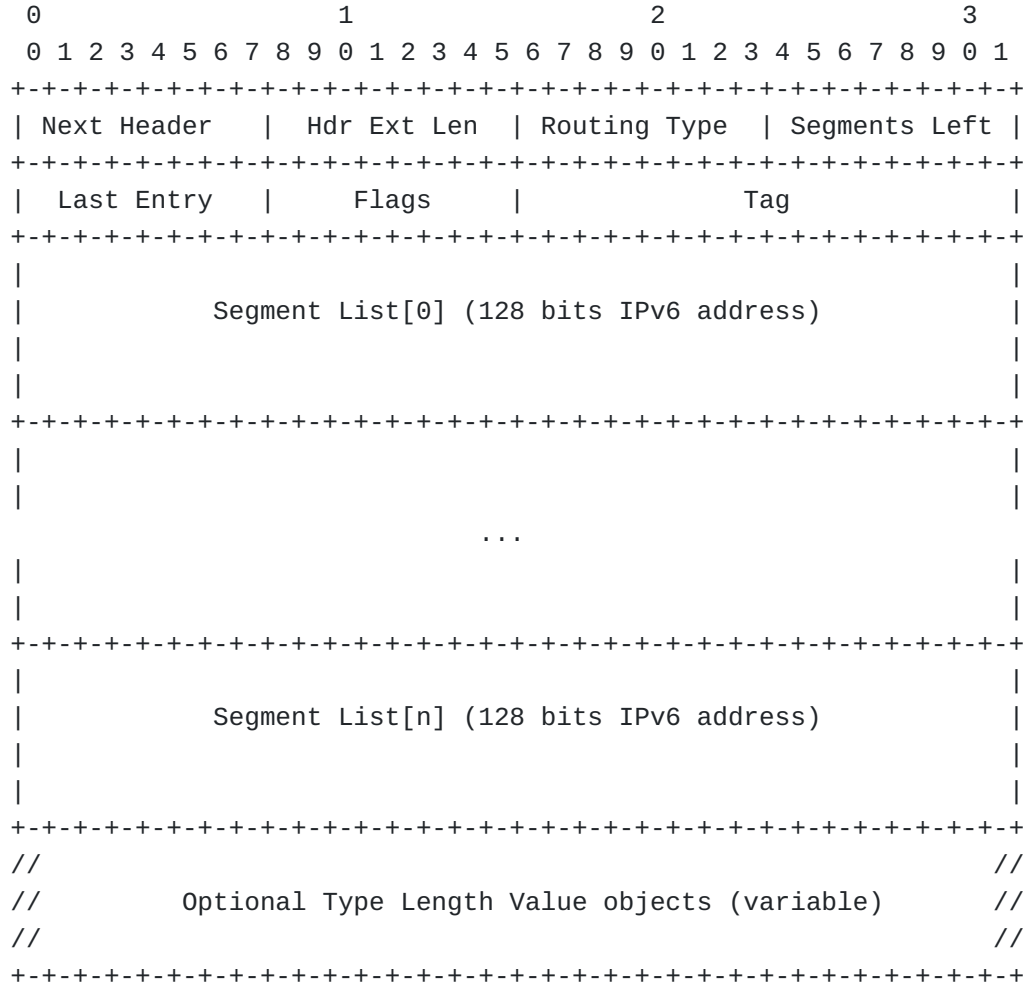 0                   1                   2                   3
 0 1 2 3 4 5 6 7 8 9 0 1 2 3 4 5 6 7 8 9 0 1 2 3 4 5 6 7 8 9 0 1
+-+-+-+-+-+-+-+-+-+-+-+-+-+-+-+-+-+-+-+-+-+-+-+-+-+-+-+-+-+-+-+-+
| Next Header   |  Hdr Ext Len  | Routing Type  | Segments Left |
+-+-+-+-+-+-+-+-+-+-+-+-+-+-+-+-+-+-+-+-+-+-+-+-+-+-+-+-+-+-+-+-+
|  Last Entry   |     Flags     |              Tag              |
+-+-+-+-+-+-+-+-+-+-+-+-+-+-+-+-+-+-+-+-+-+-+-+-+-+-+-+-+-+-+-+-+
|                                                               |
|            Segment List[0] (128 bits IPv6 address)            |
|                                                               |
|                                                               |
+-+-+-+-+-+-+-+-+-+-+-+-+-+-+-+-+-+-+-+-+-+-+-+-+-+-+-+-+-+-+-+-+
|                                                               |
|                                                               |
                              ...
|                                                               |
|                                                               |
+-+-+-+-+-+-+-+-+-+-+-+-+-+-+-+-+-+-+-+-+-+-+-+-+-+-+-+-+-+-+-+-+
|                                                               |
|            Segment List[n] (128 bits IPv6 address)            |
|                                                               |
|                                                               |
+-+-+-+-+-+-+-+-+-+-+-+-+-+-+-+-+-+-+-+-+-+-+-+-+-+-+-+-+-+-+-+-+
//                                                             //
//         Optional Type Length Value objects (variable)       //
//                                                             //
+-+-+-+-+-+-+-+-+-+-+-+-+-+-+-+-+-+-+-+-+-+-+-+-+-+-+-+-+-+-+-+-+